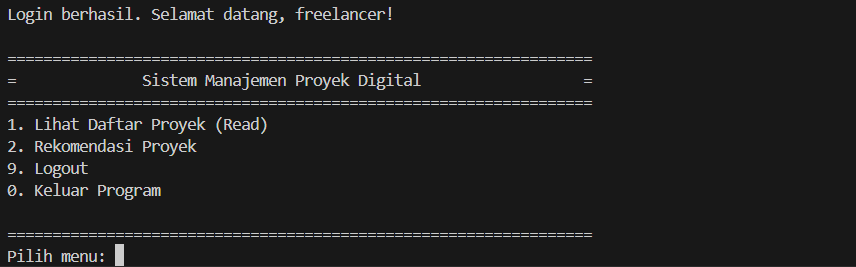 Login berhasil. Selamat datang, freelancer!
=================================================================
=              Sistem Manajemen Proyek Digital                  =
=================================================================
1. Lihat Daftar Proyek (Read)
2. Rekomendasi Proyek
9. Logout
0. Keluar Program
=================================================================
Pilih menu: